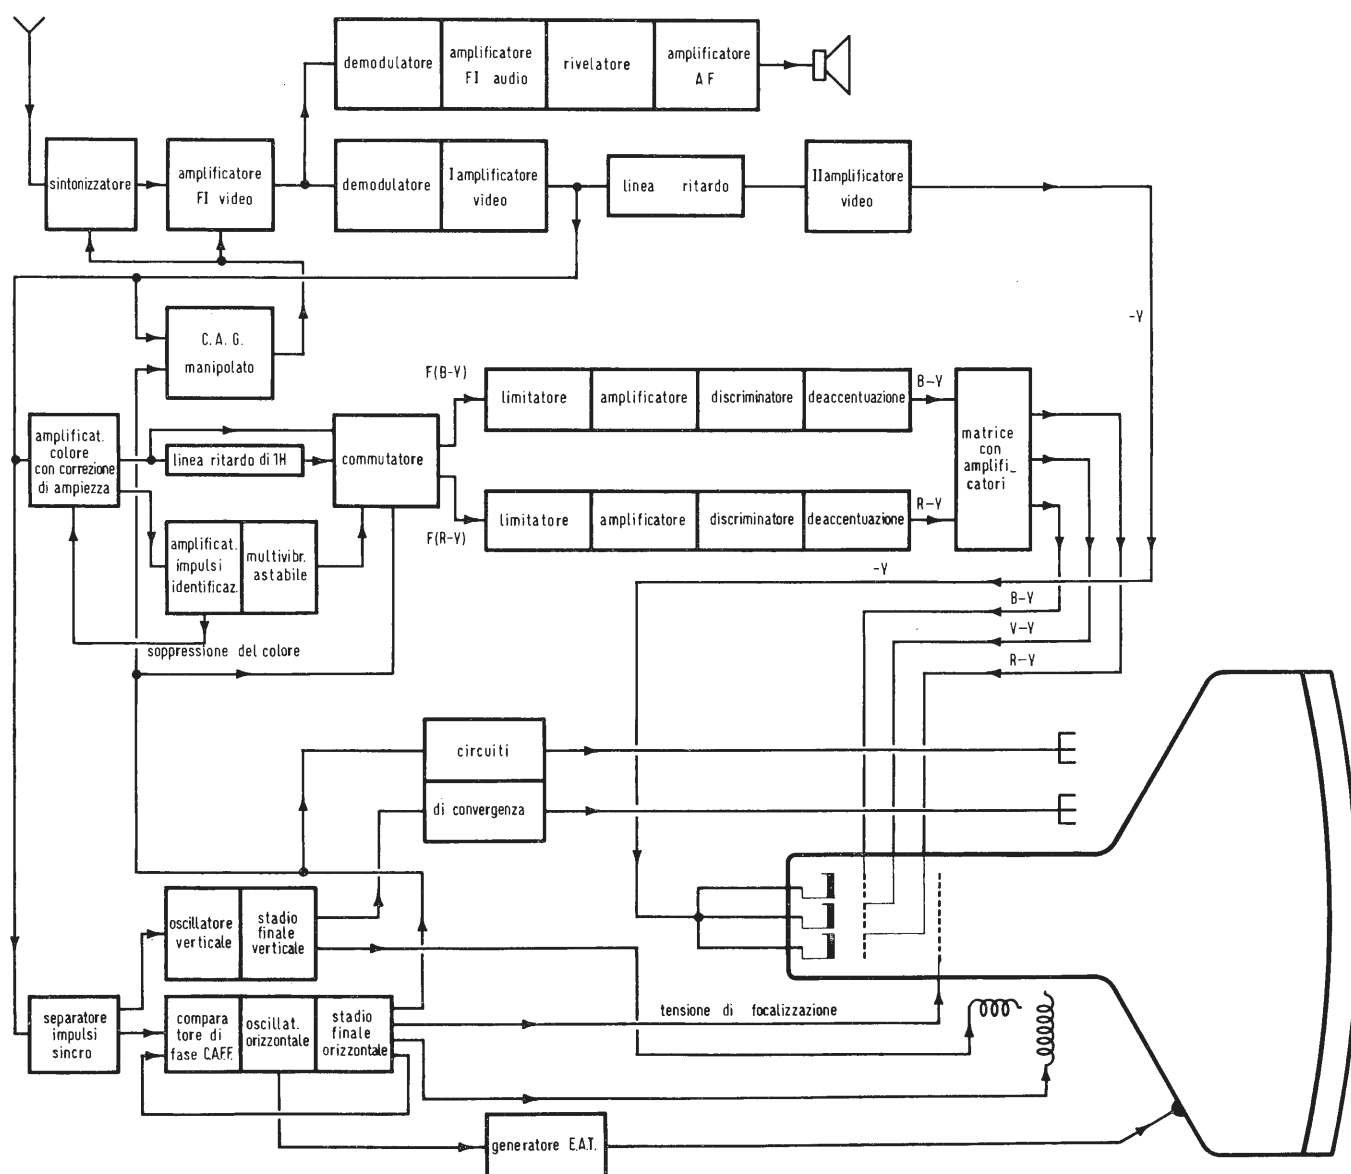 demodulatore
amplificatore
FI audio
rivelatore
amplificatore
AF
sintonizzatore
amplificatore
FI video
demodulatore
I amplificatore
video
linea ritardo
II amplificatore
video
-Y
C. A. G.
manipolato
F(B-Y)
limitatore
amplificatore
discriminatore
deaccentuazione
B-Y
matrice
con
amplifi-
catori
amplificat.
colore
con correzione
di ampiezza
linea ritardo di 1H
commutatore
F(R-Y)
limitatore
amplificatore
discriminatore
deaccentuazione
R-Y
amplificat.
impulsi
identificaz.
multivibr.
astabile
soppressione del colore
-Y
B-Y
V-Y
R-Y
circuiti
di convergenza
oscillatore
verticale
stadio
finale
verticale
separatore
impulsi
sincro
compara
tore di
fase C.A.F.F.
oscillat.
orizzontale
stadio
finale
orizzontale
tensione di focalizzazione
generatore E.A.T.